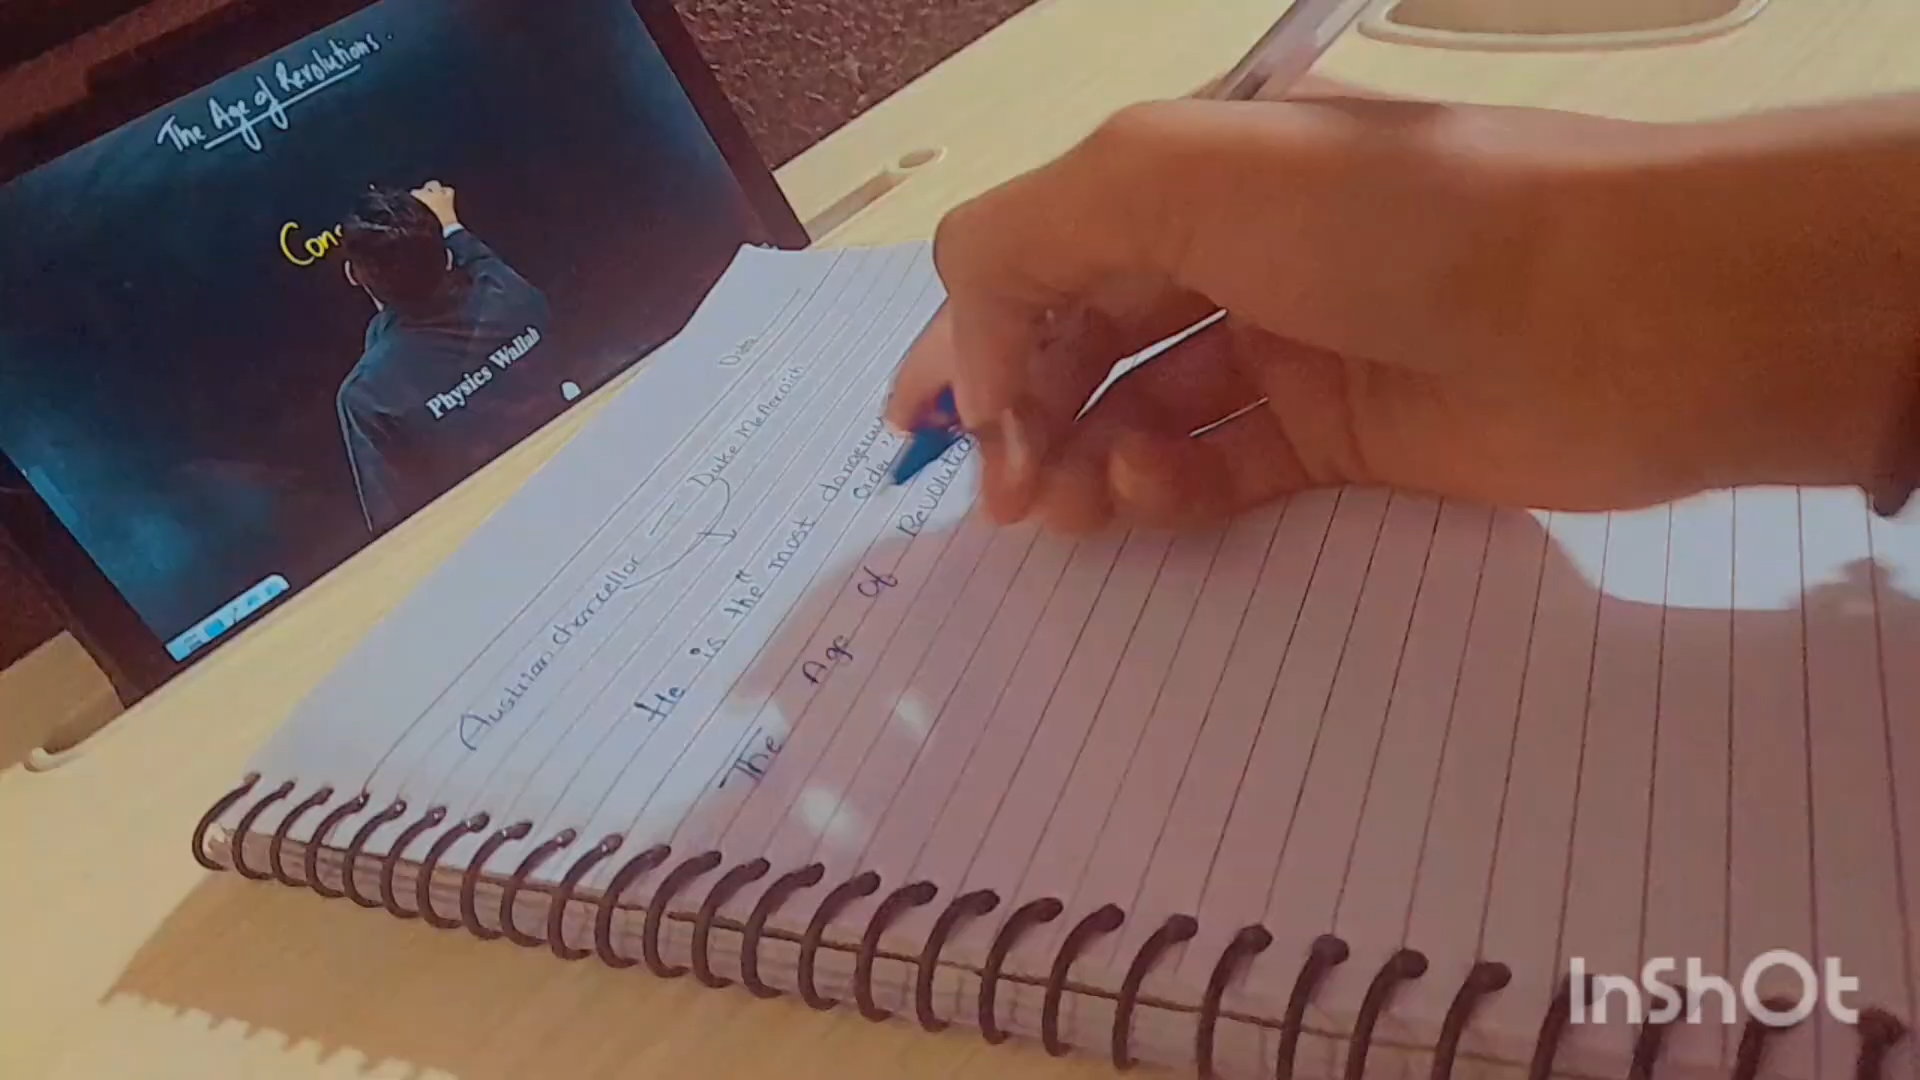 The Age of Revolutions.
Con
Physics Wallah
Date
Austrian chancellor — Duke Metternich
He is the "most dangerous
order"
The Age of Revolution
InShOt